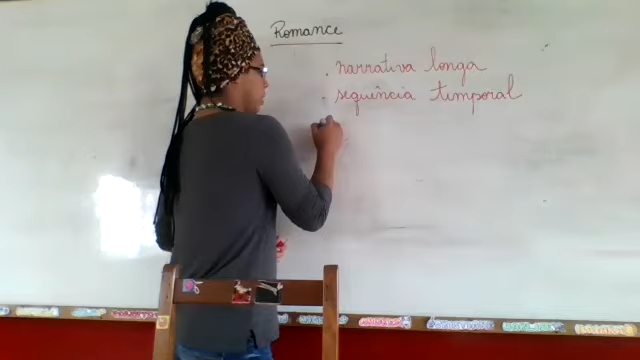 Romance
. narrativa longa
. sequência temporal
.